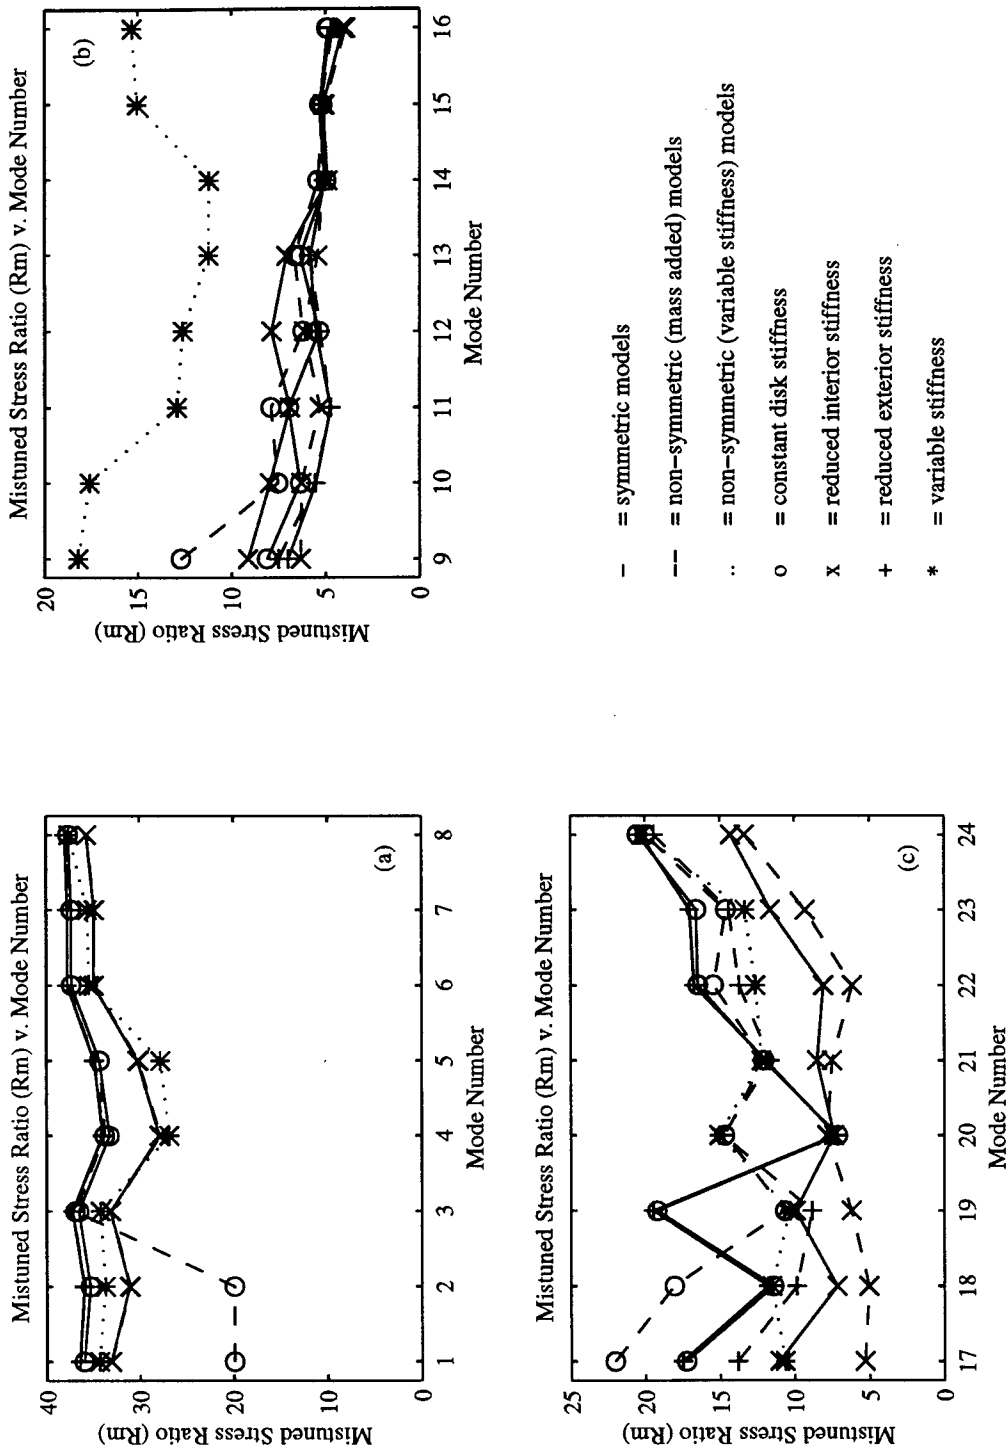 Mistuned Stress Ratio (Rm) v. Mode Number
Mistuned Stress Ratio (Rm)
40
30
20
10
0
1 2 3 4 5 6 7 8
Mode Number
(a)
Mistuned Stress Ratio (Rm) v. Mode Number
Mistuned Stress Ratio (Rm)
20
15
10
5
0
9 10 11 12 13 14 15 16
Mode Number
(b)
Mistuned Stress Ratio (Rm) v. Mode Number
Mistuned Stress Ratio (Rm)
25
20
15
10
5
0
17 18 19 20 21 22 23 24
Mode Number
(c)
− = symmetric models
−− = non−symmetric (mass added) models
.. = non−symmetric (variable stiffness) models
o = constant disk stiffness
x = reduced interior stiffness
+ = reduced exterior stiffness
* = variable stiffness